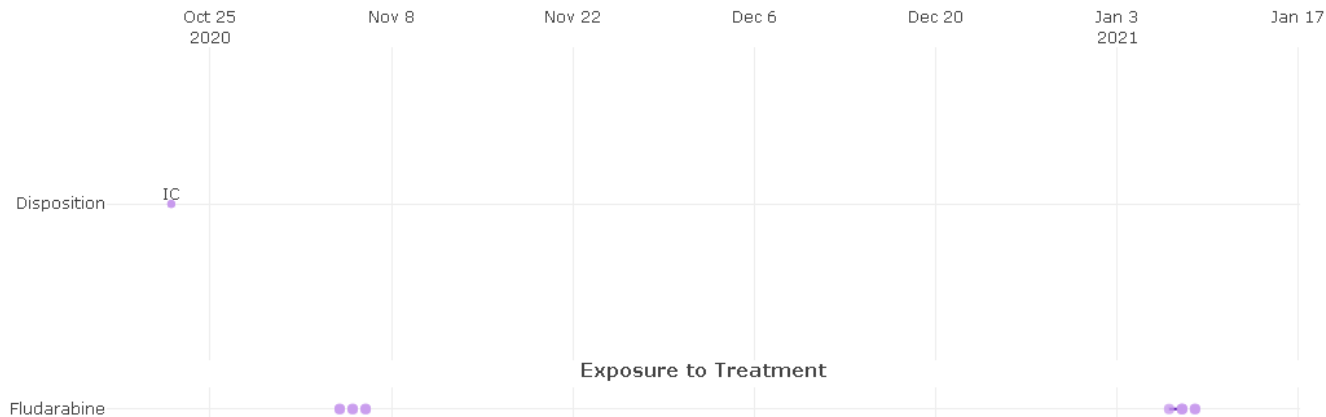 Oct 25 Nov 8 Nov 22 Dec 6 Dec 20 Jan 3 Jan 17
2020 2021
IC
Disposition
Exposure to Treatment
Fludarabine